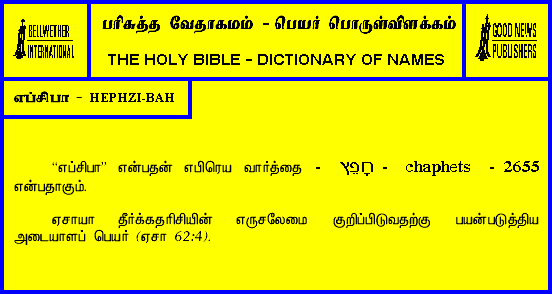 BELLWETHER
INTERNATIONAL
பரிசுத்த வேதாகமம் - பெயர் பொருள்விளக்கம்
THE HOLY BIBLE - DICTIONARY OF NAMES
GOOD NEWS
PUBLISHERS
எப்சிபா - HEPHZI-BAH
“எப்சிபா” என்பதன் எபிரெய வார்த்தை - חָפֵץ - chaphets - 2655
என்பதாகும்.
ஏசாயா தீர்க்கதரிசியின் எருசலேமை குறிப்பிடுவதற்கு பயன்படுத்திய
அடையாளப் பெயர் (ஏசா 62:4).